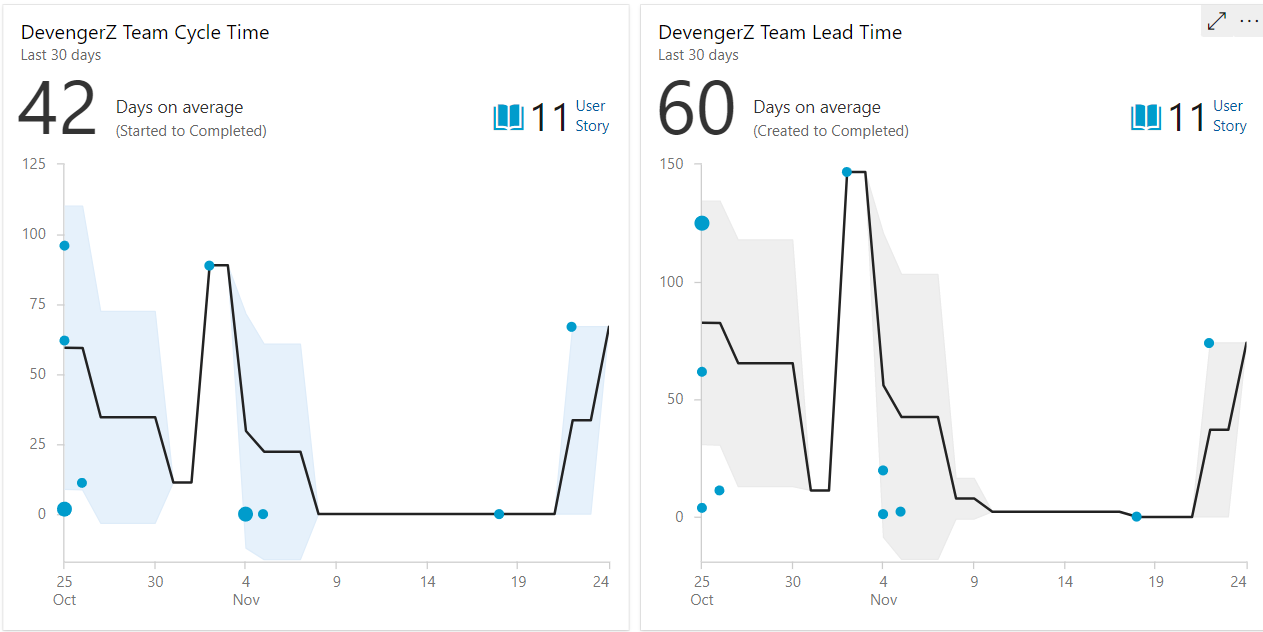 DevengerZ Team Cycle Time
Last 30 days
42
Days on average
(Started to Completed)
11
User
Story
125
100
75
50
25
0
25
30
4
9
14
19
24
Oct
Nov
DevengerZ Team Lead Time
Last 30 days
60
Days on average
(Created to Completed)
11
User
Story
150
100
50
0
25
30
4
9
14
19
24
Oct
Nov